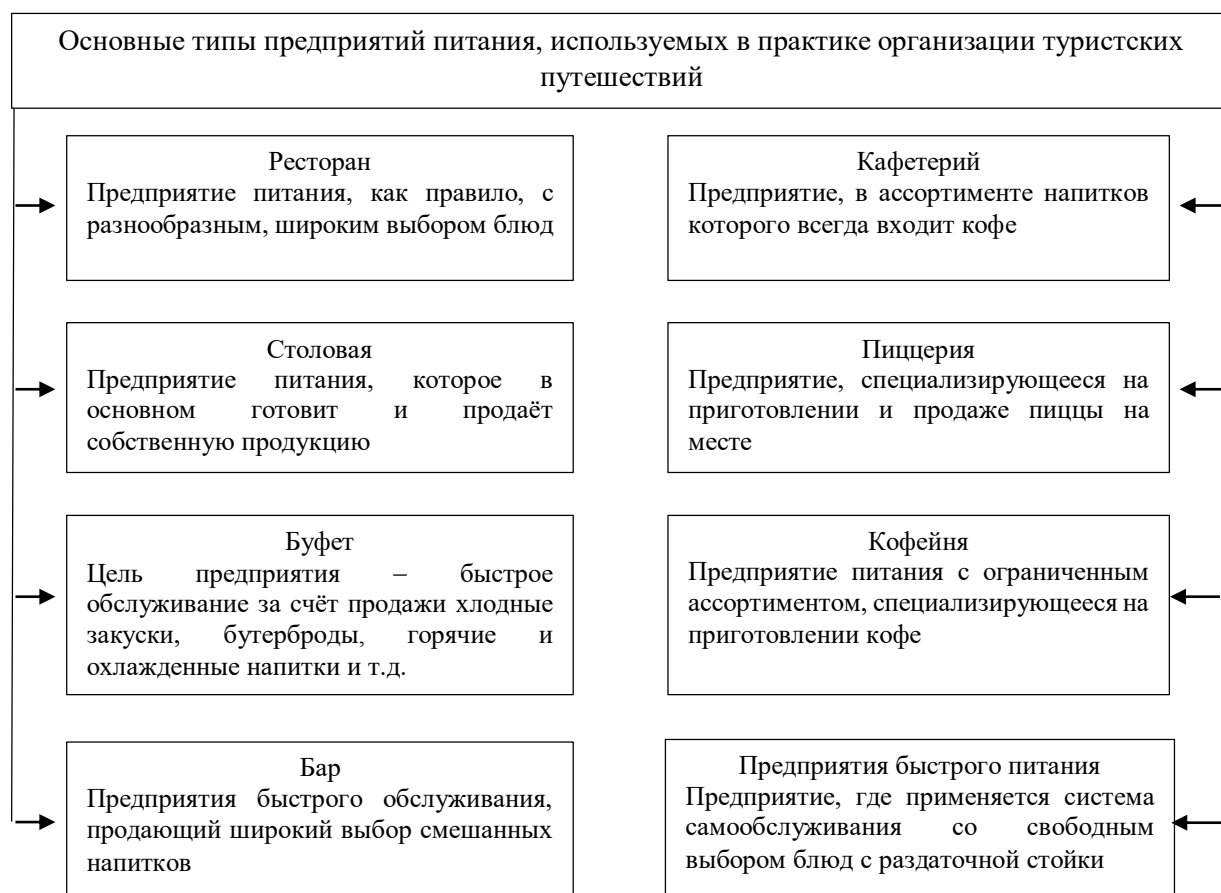 Основные типы предприятий питания, используемых в практике организации туристских
путешествий
Ресторан
Предприятие питания, как правило, с
разнообразным, широким выбором блюд
Кафетерий
Предприятие, в ассортименте напитков
которого всегда входит кофе
Столовая
Предприятие питания, которое в
основном готовит и продаёт
собственную продукцию
Пиццерия
Предприятие, специализирующееся на
приготовлении и продаже пиццы на
месте
Буфет
Цель предприятия – быстрое
обслуживание за счёт продажи хлодные
закуски, бутерброды, горячие и
охлажденные напитки и т.д.
Кофейня
Предприятие питания с ограниченным
ассортиментом, специализирующееся на
приготовлении кофе
Бар
Предприятия быстрого обслуживания,
продающий широкий выбор смешанных
напитков
Предприятия быстрого питания
Предприятие, где применяется система
самообслуживания со свободным
выбором блюд с раздаточной стойки